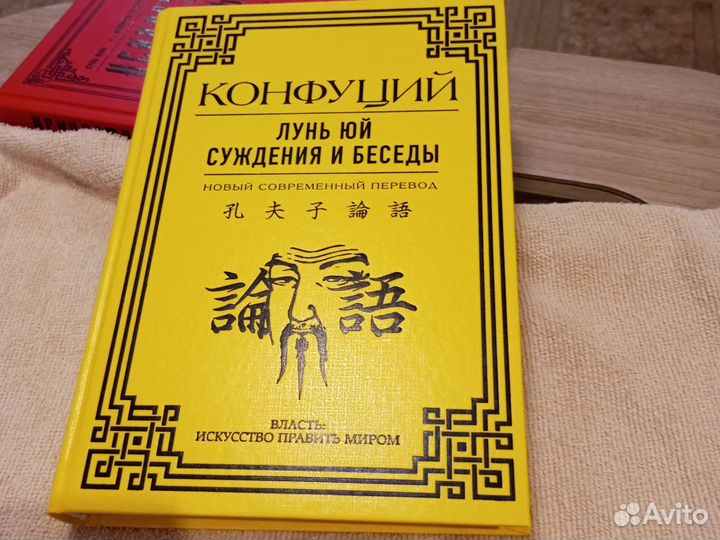 КОНФУЦИЙ
ЛУНЬ ЮЙ
СУЖДЕНИЯ И БЕСЕДЫ
НОВЫЙ СОВРЕМЕННЫЙ ПЕРЕВОД
孔夫子論語
論語
ВЛАСТЬ:
ИСКУССТВО ПРАВИТЬ МИРОМ
Avito